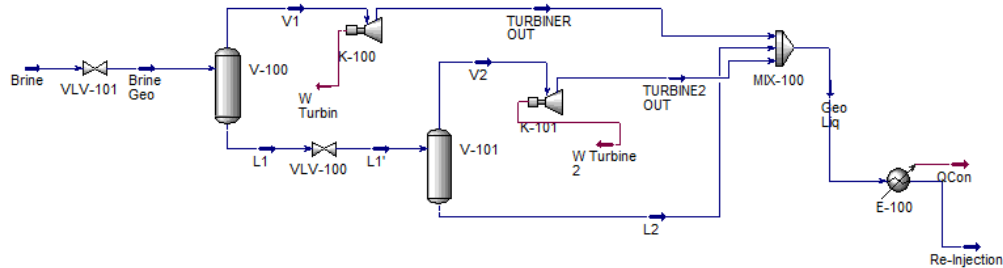 V1
TURBINER
OUT
K-100
Brine
VLV-101
Brine
Geo
V-100
W
Turbin
V2
TURBINE2
OUT
MIX-100
K-101
Geo
Liq
L1
VLV-100
L1'
V-101
W Turbine
2
QCon
E-100
L2
Re-Injection